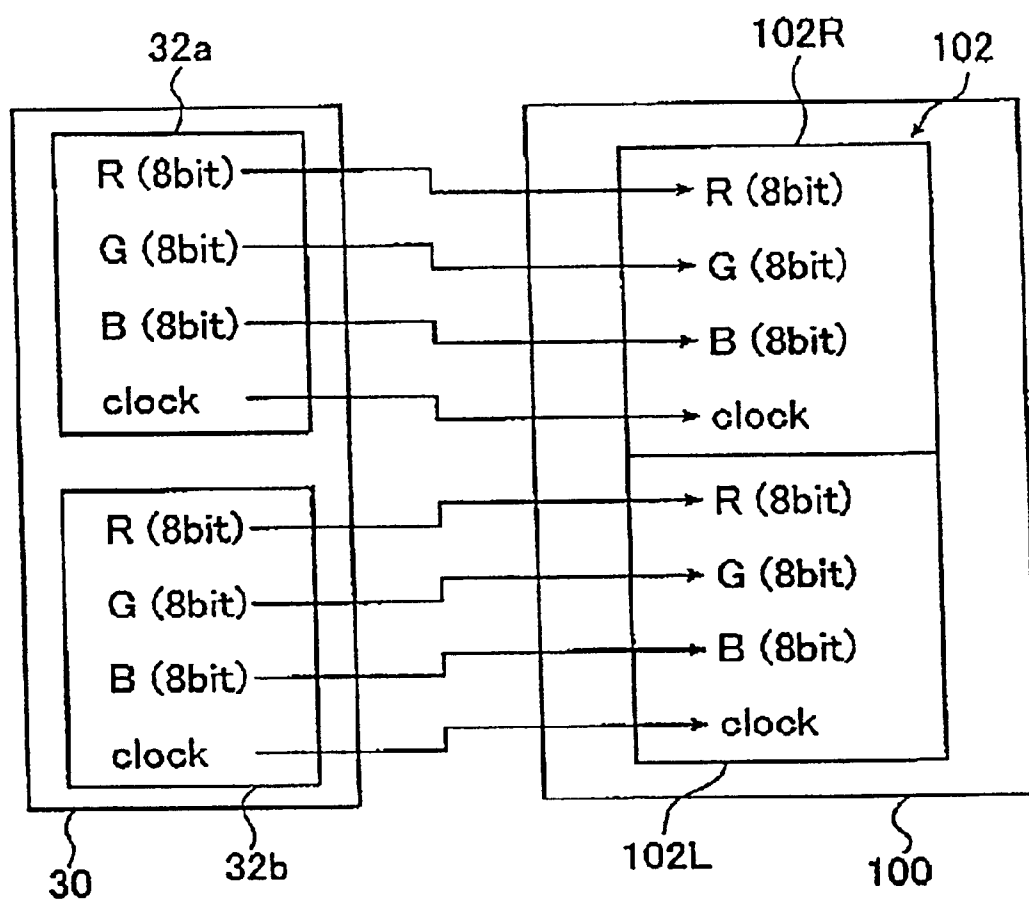 32a
102R
102
R (8bit)
G (8bit)
B (8bit)
clock
R (8bit)
G (8bit)
B (8bit)
clock
R (8bit)
G (8bit)
B (8bit)
clock
R (8bit)
G (8bit)
B (8bit)
clock
30
32b
102L
100